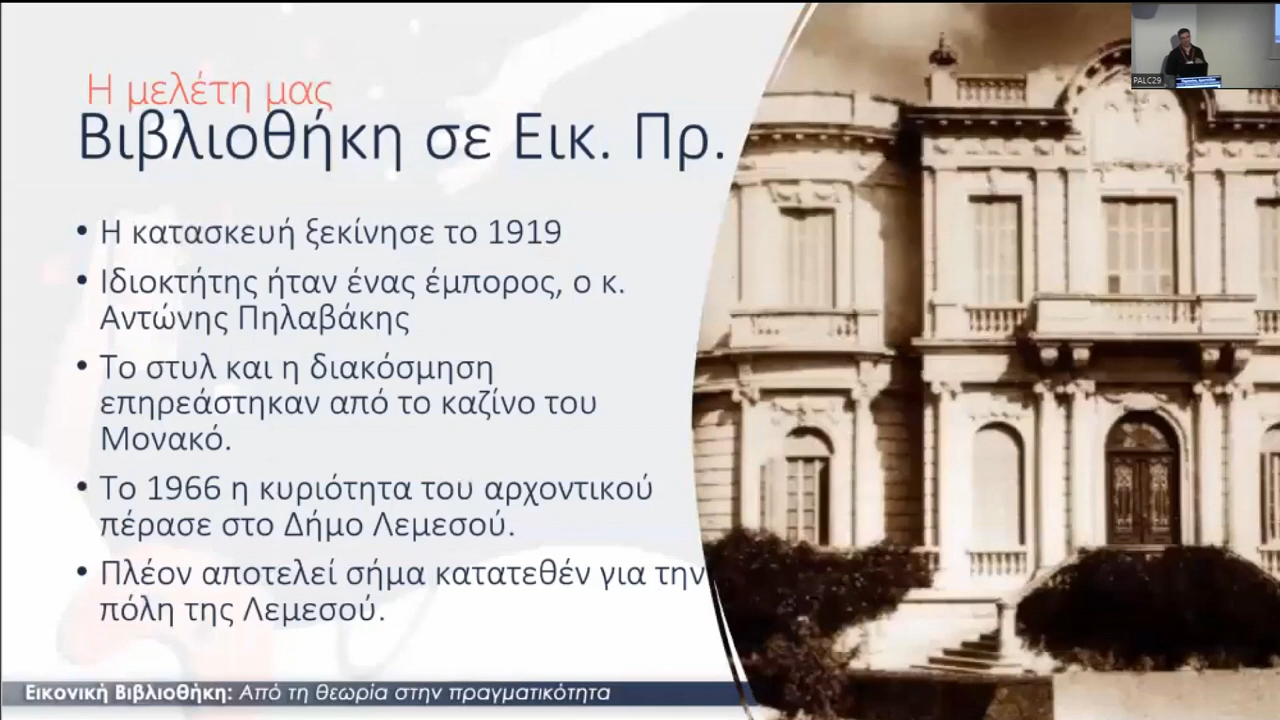 Η μελέτη μας
Βιβλιοθήκη σε Εικ. Πρ.
• Η κατασκευή ξεκίνησε το 1919
• Ιδιοκτήτης ήταν ένας έμπορος, ο κ.
Αντώνης Πηλαβάκης
• Το στυλ και η διακόσμηση
επηρεάστηκαν από το καζίνο του
Μονακό.
• Το 1966 η κυριότητα του αρχοντικού
πέρασε στο Δήμο Λεμεσού.
• Πλέον αποτελεί σήμα κατατεθέν για την
πόλη της Λεμεσού.
Εικονική Βιβλιοθήκη: Από τη θεωρία στην πραγματικότητα
PALC29